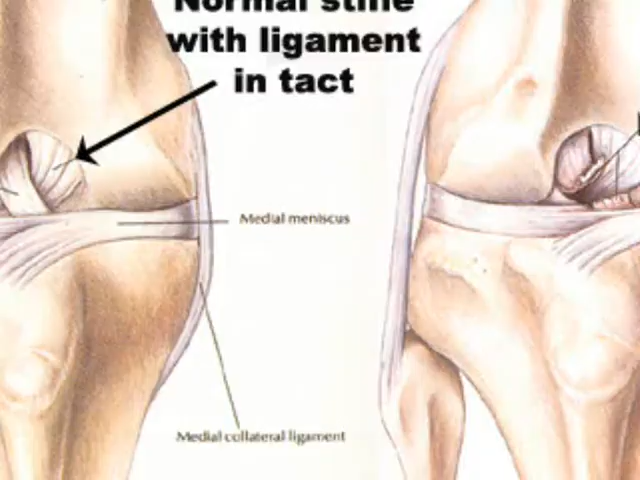 Normal stifle
with ligament
in tact
Medial meniscus
Medial collateral ligament